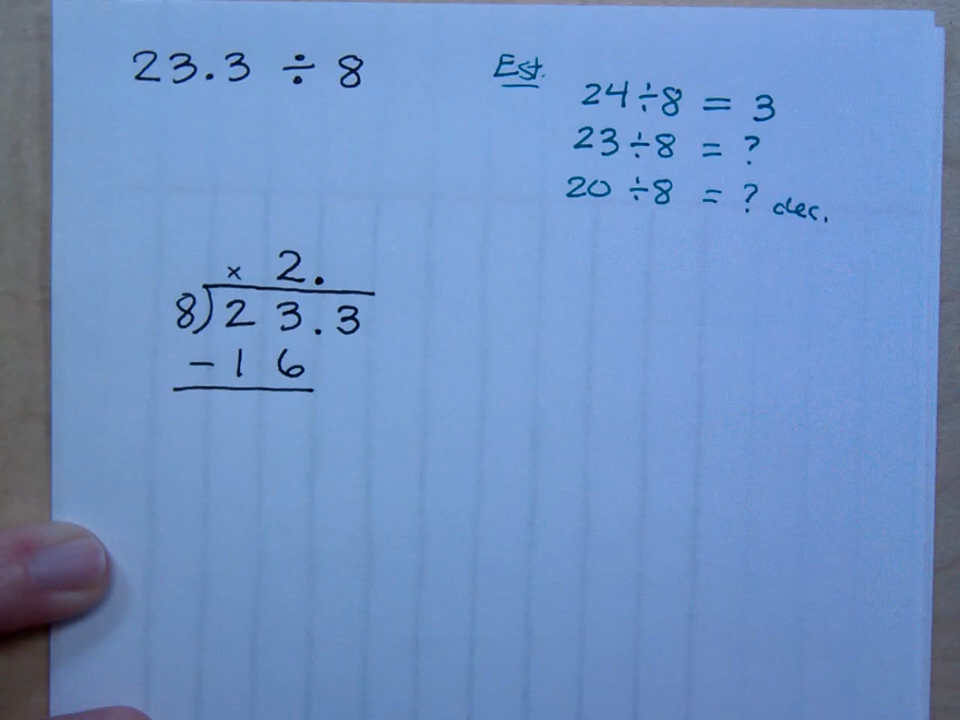 23.3 ÷ 8
Est.
24÷8 = 3
23÷8 = ?
20÷8 = ? dec.
× 2.
8)23.3
-16